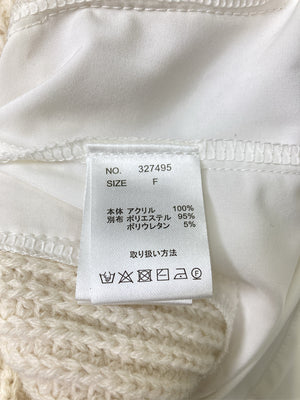 NO. 327495
SIZE F
本体 アクリル 100%
別布 ポリエステル 95%
ポリウレタン 5%
取り扱い方法
F